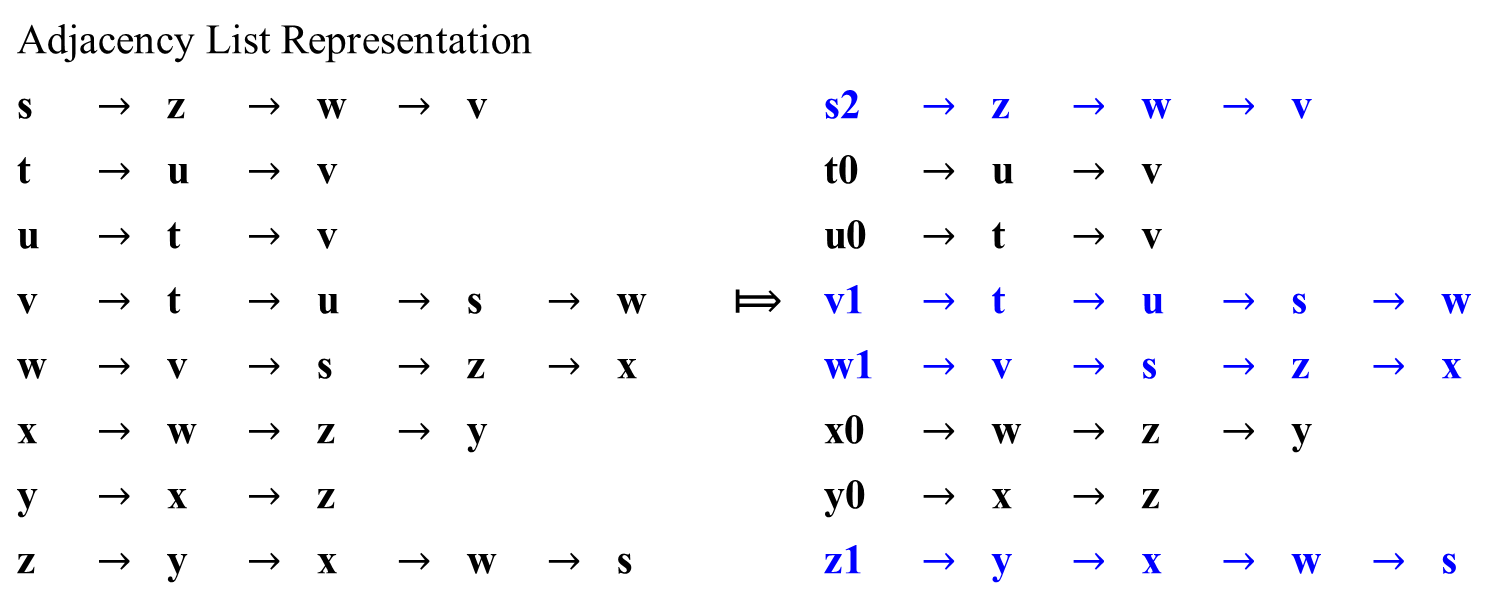 Adjacency List Representation
s → z → w → v s2 → z → w → v
t → u → v t0 → u → v
u → t → v u0 → t → v
v → t → u → s → w ⤇ v1 → t → u → s → w
w → v → s → z → x w1 → v → s → z → x
x → w → z → y x0 → w → z → y
y → x → z y0 → x → z
z → y → x → w → s z1 → y → x → w → s